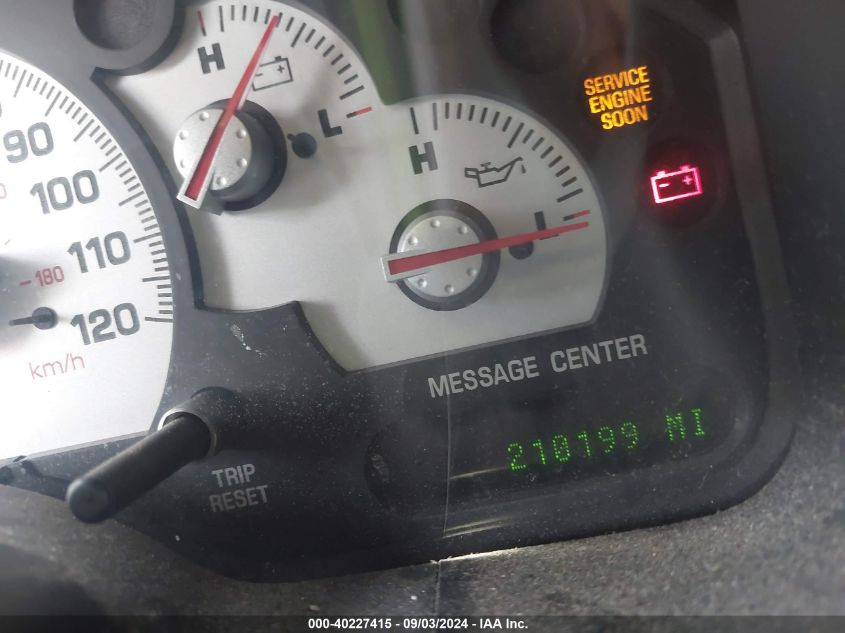 H
L
SERVICE
ENGINE
SOON
90
100
110
120
180
km/h
H
L
MESSAGE CENTER
210199 MI
TRIP
RESET
000-40227415 - 09/03/2024 - IAA Inc.